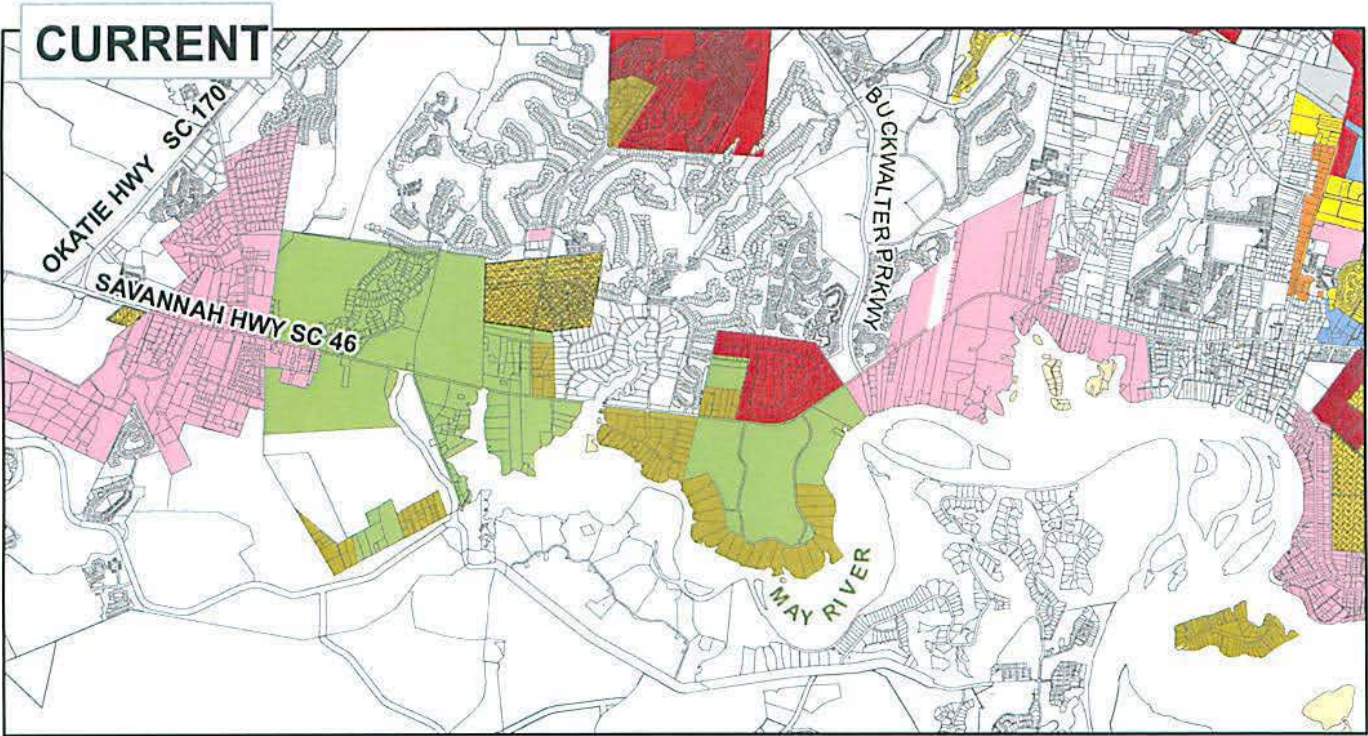 CURRENT
OKATIE HWY SC 170
SAVANNAH HWY SC 46
BUCKWALTER PRKWY
MAY RIVER